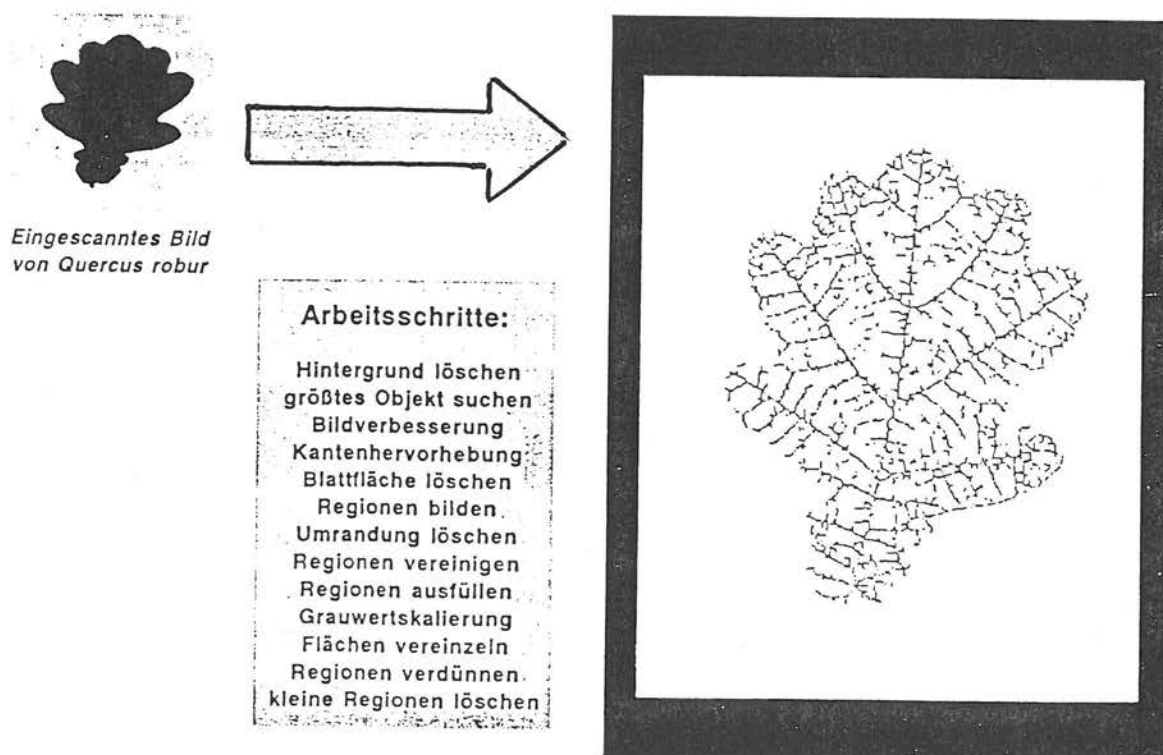 Eingescanntes Bild
von Quercus robur
Arbeitsschritte:
Hintergrund löschen
größtes Objekt suchen
Bildverbesserung
Kantenhervorhebung
Blattfläche löschen
Regionen bilden
Umrandung löschen
Regionen vereinigen
Regionen ausfüllen
Grauwertskalierung
Flächen vereinzeln
Regionen verdünnen
kleine Regionen löschen